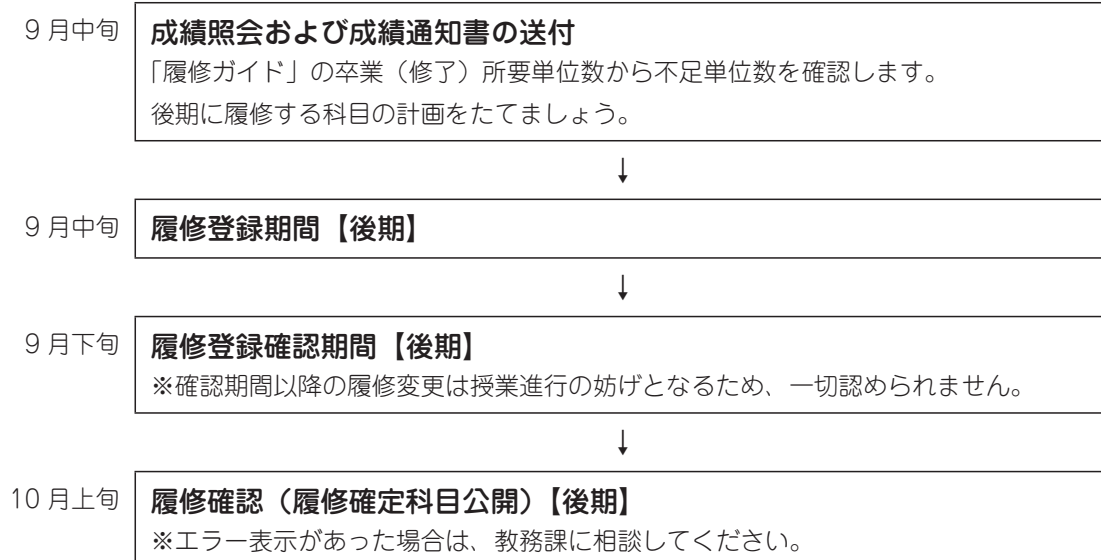 9月中旬
成績照会および成績通知書の送付
「履修ガイド」の卒業（修了）所要単位数から不足単位数を確認します。
後期に履修する科目の計画をたてましょう。
↓
9月中旬
履修登録期間【後期】
↓
9月下旬
履修登録確認期間【後期】
※確認期間以降の履修変更は授業進行の妨げとなるため、一切認められません。
↓
10月上旬
履修確認（履修確定科目公開）【後期】
※エラー表示があった場合は、教務課に相談してください。